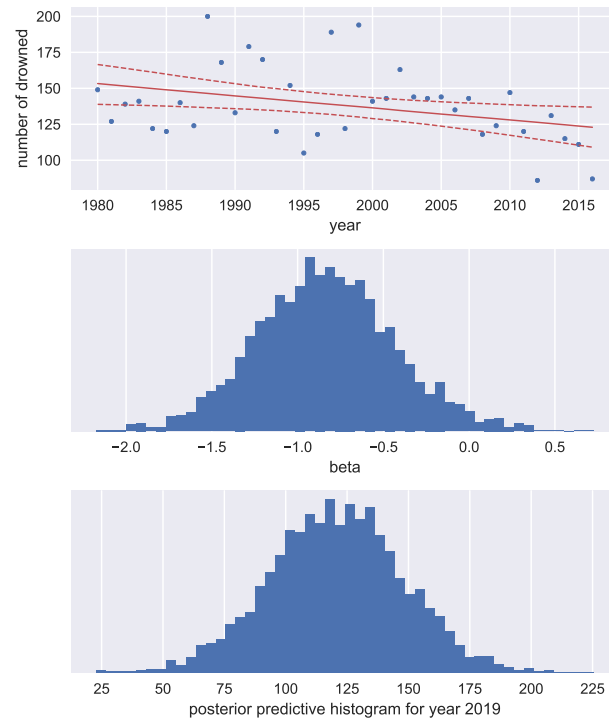 200
175
150
125
100
number of drowned
1980 1985 1990 1995 2000 2005 2010 2015
year
−2.0 −1.5 −1.0 −0.5 0.0 0.5
beta
25 50 75 100 125 150 175 200 225
posterior predictive histogram for year 2019